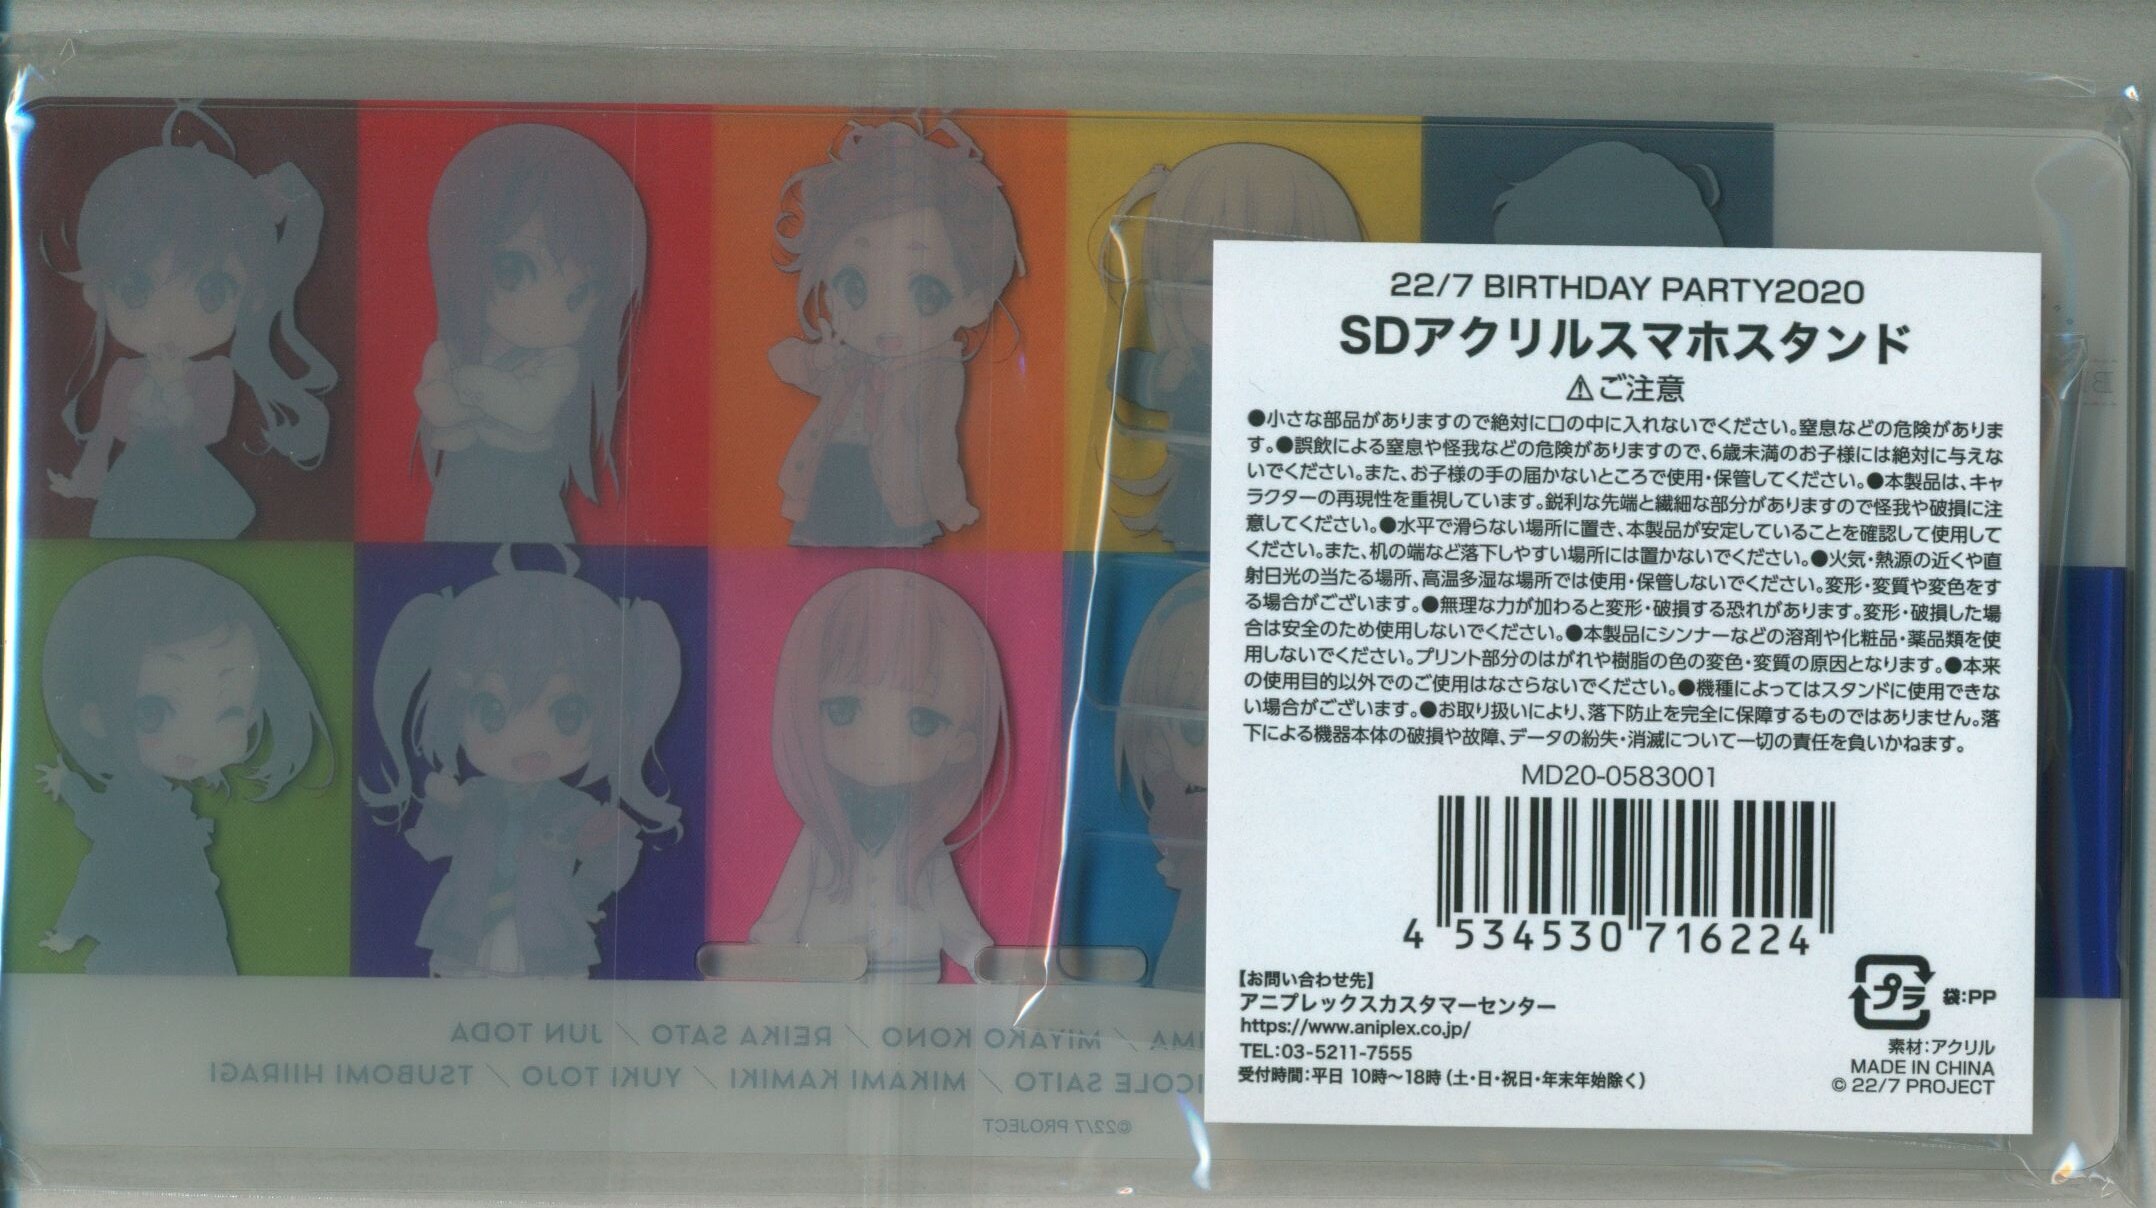 22/7 BIRTHDAY PARTY2020
SDアクリルスマホスタンド
⚠ご注意
●小さな部品がありますので絶対に口の中に入れないでください。窒息などの危険がありま
す。●誤飲による窒息や怪我などの危険がありますので、6歳未満のお子様には絶対に与えな
いでください。また、お子様の手の届かないところで使用・保管してください。●本製品は、キャ
ラクターの再現性を重視しています。鋭利な先端と繊細な部分がありますので怪我や破損に注
意してください。●水平で滑らない場所に置き、本製品が安定していることを確認して使用して
ください。また、机の端など落下しやすい場所には置かないでください。●火気・熱源の近くや直
射日光の当たる場所、高温多湿な場所では使用・保管しないでください。変形・変質や変色をす
る場合がございます。●無理な力が加わると変形・破損する恐れがあります。変形・破損した場
合は安全のため使用しないでください。●本製品にシンナーなどの溶剤や化粧品・薬品類を使
用しないでください。プリント部分のはがれや樹脂の色の変色・変質の原因となります。●本来
の使用目的以外でのご使用はなさらないでください。●機種によってはスタンドに使用できな
い場合がございます。●お取り扱いにより、落下防止を完全に保障するものではありません。落
下による機器本体の破損や故障、データの紛失・消滅について一切の責任を負いかねます。
MD20-0583001
4 534530 716224
【お問い合わせ先】
アニプレックスカスタマーセンター
https://www.aniplex.co.jp/
TEL:03-5211-7555
受付時間:平日 10時〜18時(土・日・祝日・年末年始除く)
プラ 袋:PP
素材:アクリル
MADE IN CHINA
© 22/7 PROJECT
JUN TODA / REIKA SATO / MIYAKO KONO / IMA
TSUBOMI HIIRAGI / YUKI TOJO / MIKAMI KAMIKI / ICOLE SAITO
©22/7 PROJECT